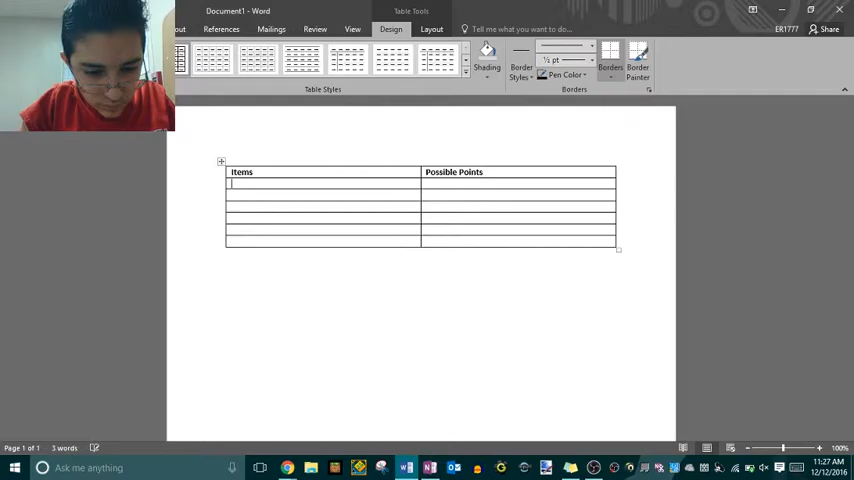 Document1 - Word
Table Tools
out References Mailings Review View Design Layout Tell me what you want to do... ER1777 Share
½ pt
Shading
Border Styles
Pen Color
Borders
Border Painter
Table Styles
Borders
Items Possible Points
Page 1 of 1 3 words
100%
Ask me anything
11:27 AM
12/12/2016